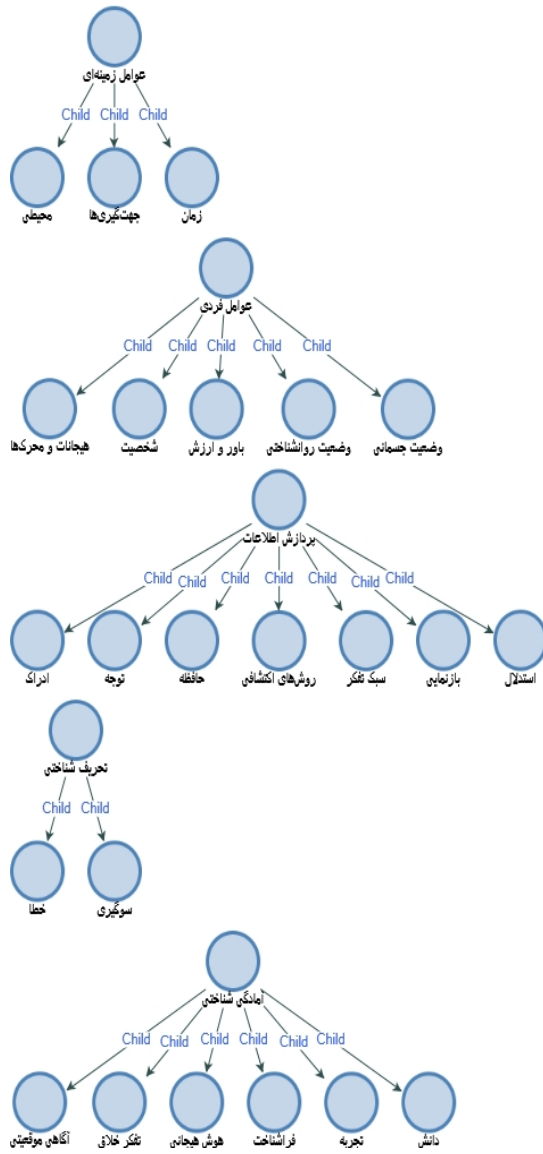 عوامل زمینه‌ای
Child Child Child
محیطی جهت‌گیری‌ها زمان
عوامل فردی
Child Child Child Child Child
هیجانات و محرک‌ها شخصیت باور و ارزش وضعیت روانشناختی وضعیت جسمانی
پردازش اطلاعات
Child Child Child Child Child Child Child
ادراک توجه حافظه روش‌های اکتشافی سبک تفکر بازنمایی استدلال
تحریف شناختی
Child Child
خطا سوگیری
آمادگی شناختی
Child Child Child Child Child Child
آگاهی موقعیتی تفکر خلاق هوش هیجانی فراشناخت تجربه دانش